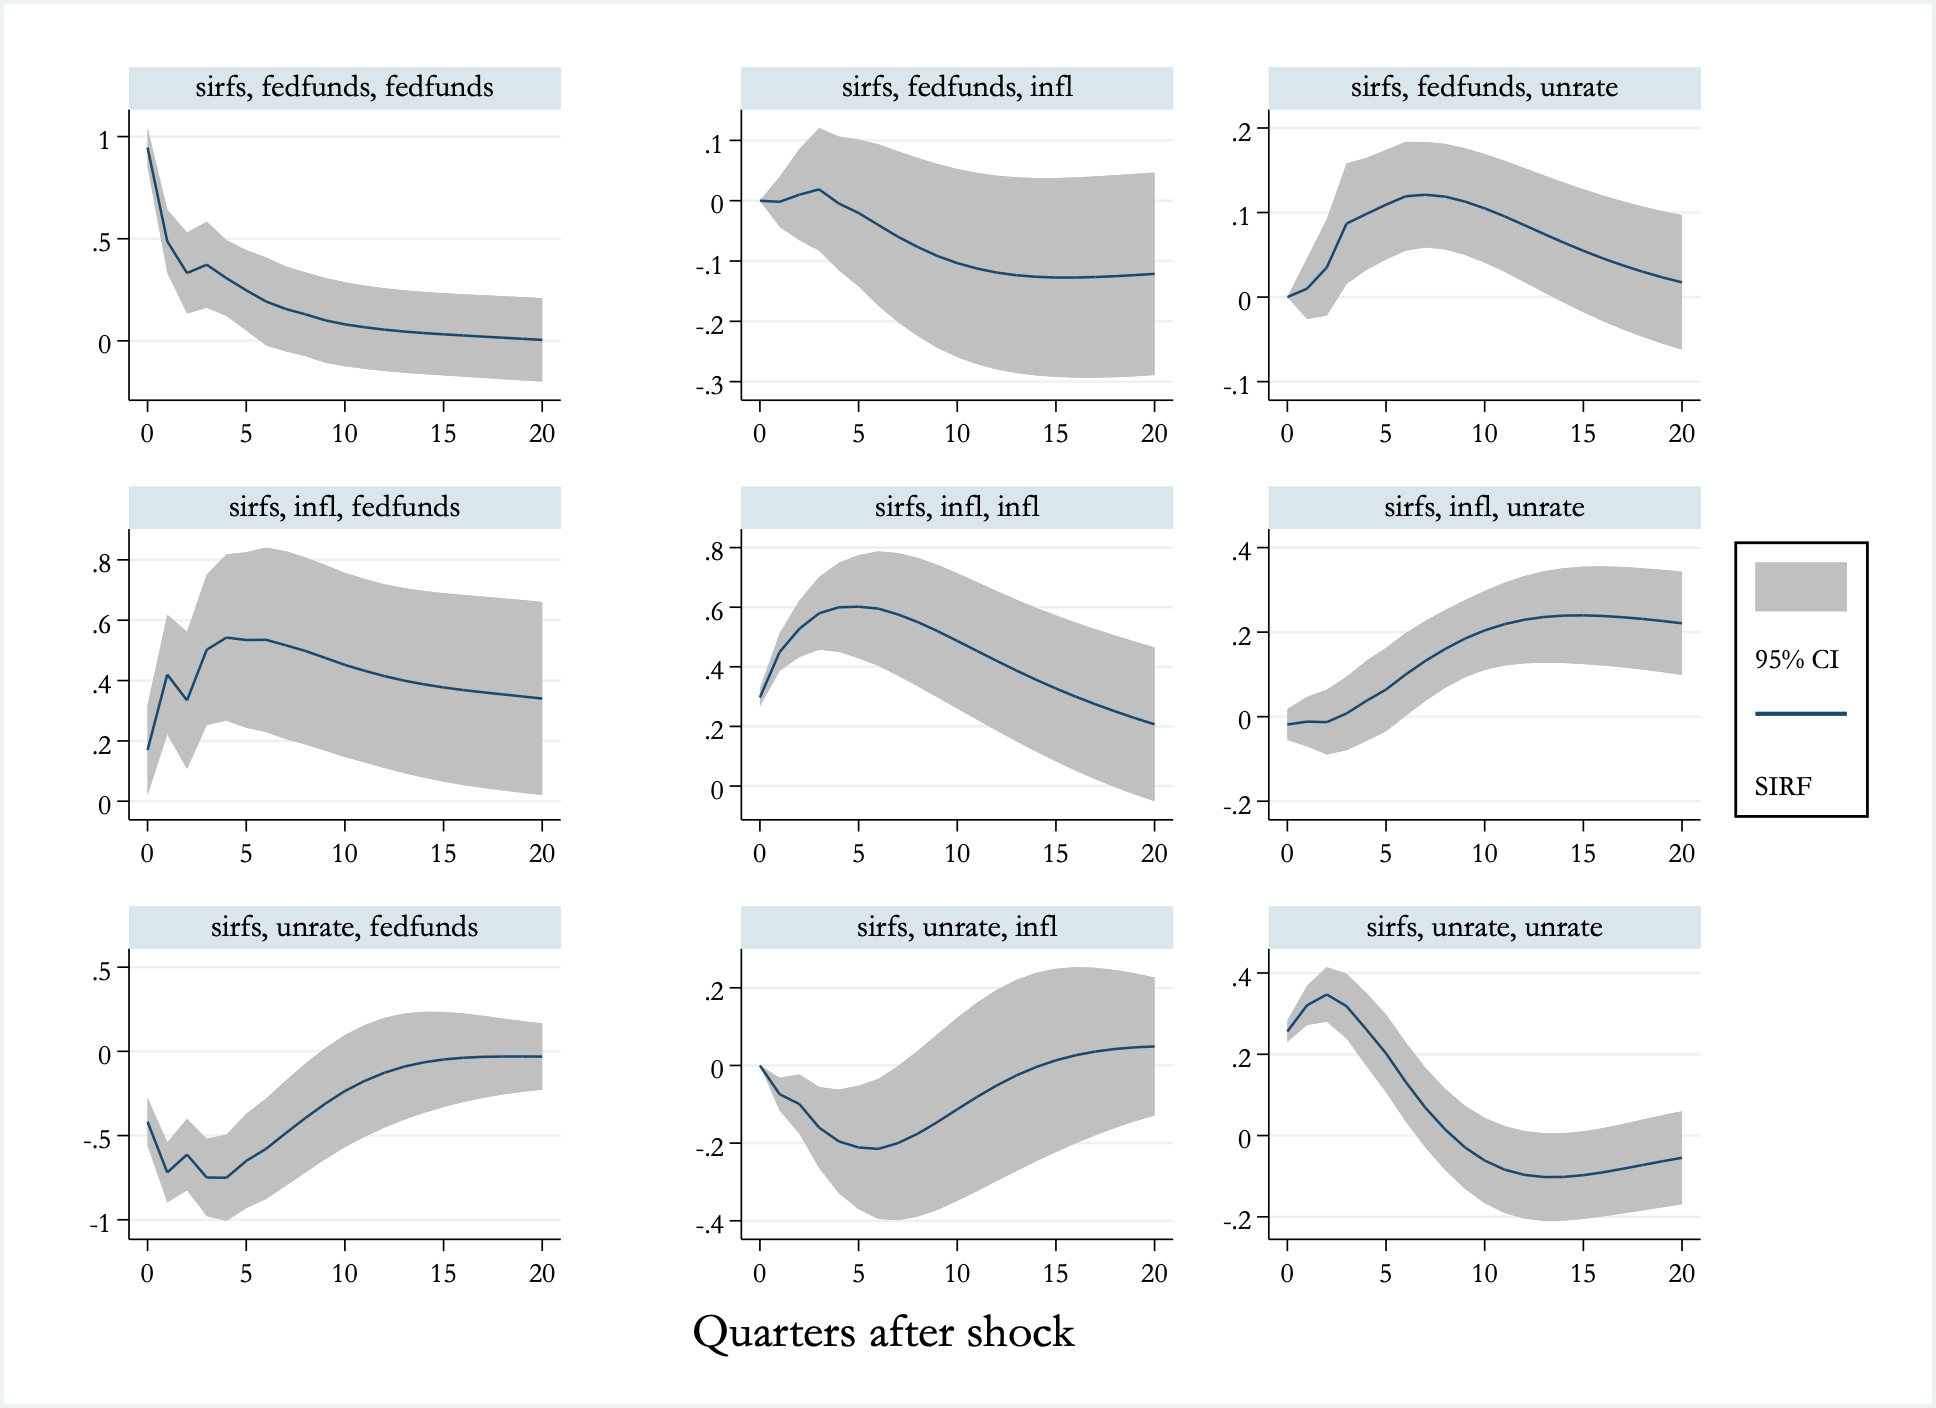 sirfs, fedfunds, fedfunds
1
.5
0
0 5 10 15 20
sirfs, fedfunds, infl
.1
0
-.1
-.2
-.3
0 5 10 15 20
sirfs, fedfunds, unrate
.2
.1
0
-.1
0 5 10 15 20
sirfs, infl, fedfunds
.8
.6
.4
.2
0
0 5 10 15 20
sirfs, infl, infl
.8
.6
.4
.2
0
0 5 10 15 20
sirfs, infl, unrate
.4
.2
0
-.2
0 5 10 15 20
95% CI
SIRF
sirfs, unrate, fedfunds
.5
0
-.5
-1
0 5 10 15 20
sirfs, unrate, infl
.2
0
-.2
-.4
0 5 10 15 20
sirfs, unrate, unrate
.4
.2
0
-.2
0 5 10 15 20
Quarters after shock